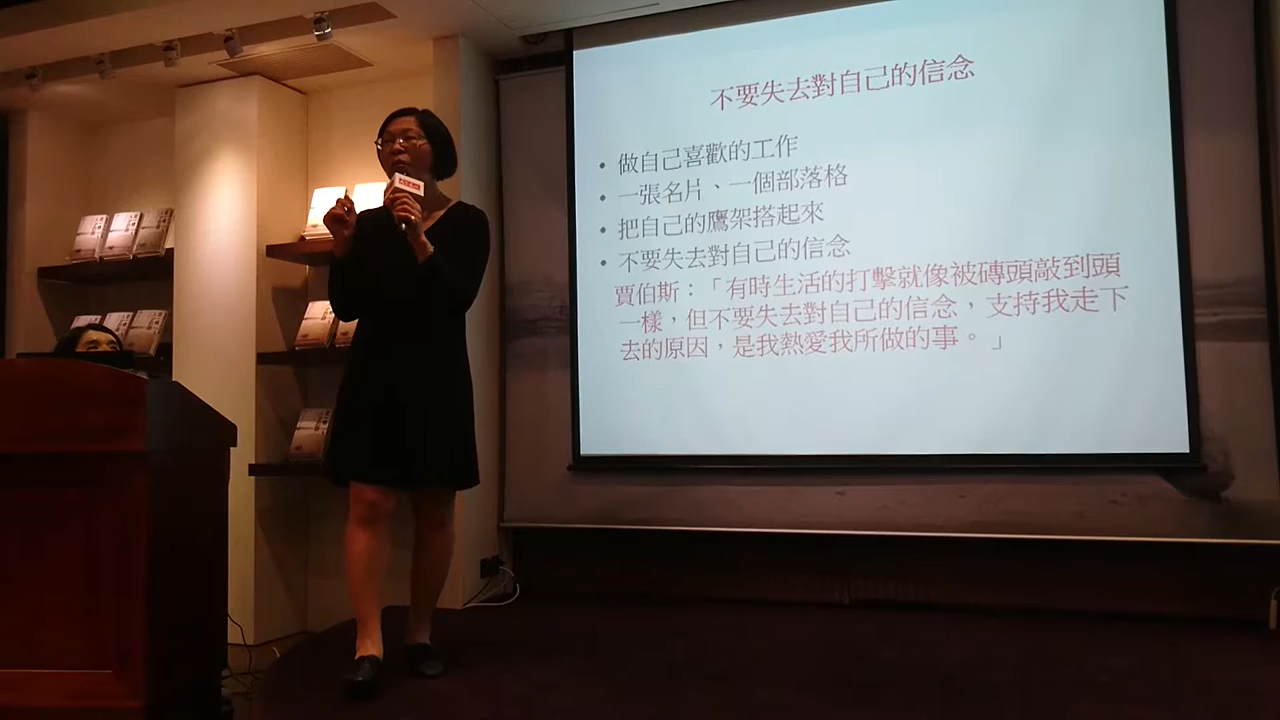 不要失去對自己的信念
• 做自己喜歡的工作
• 一張名片、一個部落格
• 把自己的鷹架搭起來
• 不要失去對自己的信念
賈伯斯：「有時生活的打擊就像被磚頭敲到頭
一樣，但不要失去對自己的信念，支持我走下
去的原因，是我熱愛我所做的事。」